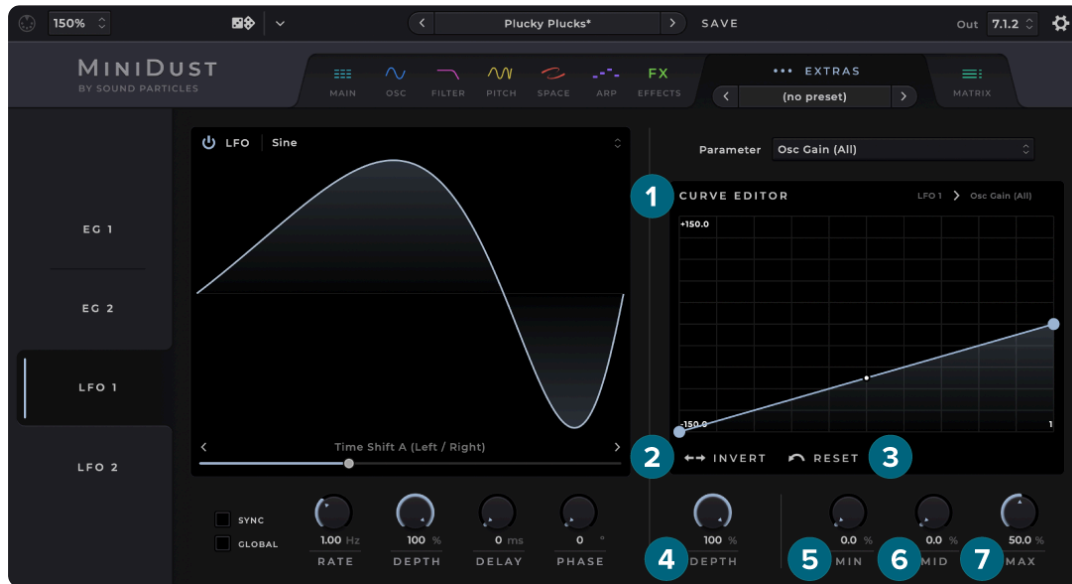 150%
Plucky Plucks*
SAVE
Out 7.1.2
MINIDUST
BY SOUND PARTICLES
MAIN
OSC
FILTER
PITCH
SPACE
ARP
FX
EFFECTS
EXTRAS
(no preset)
MATRIX
EG 1
EG 2
LFO 1
LFO 2
LFO Sine
Time Shift A (Left / Right)
SYNC
GLOBAL
1.00 Hz
RATE
100 %
DEPTH
0 ms
DELAY
0 °
PHASE
Parameter Osc Gain (All)
1 CURVE EDITOR
LFO 1 > Osc Gain (All)
+150.0
-150.0
1
2 INVERT
RESET 3
100 %
4 DEPTH
0.0 %
5 MIN
0.0 %
6 MID
50.0 %
7 MAX